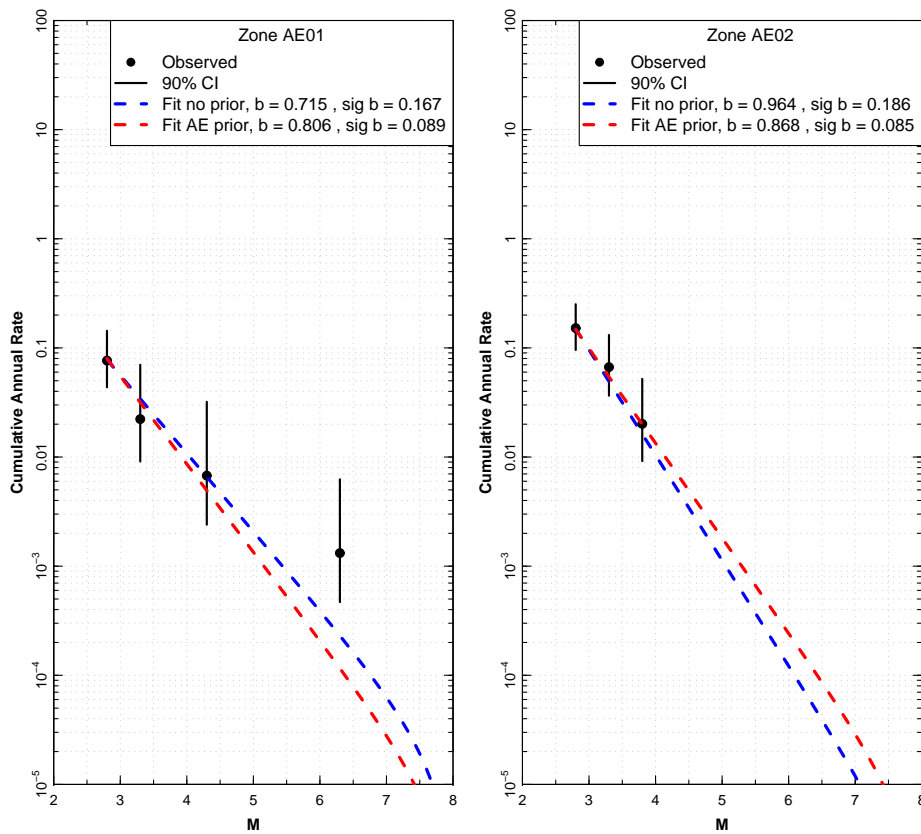 Zone AE01
Observed
90% CI
Fit no prior, b = 0.715 , sig b = 0.167
Fit AE prior, b = 0.806 , sig b = 0.089
Cumulative Annual Rate
100
10
1
0.1
0.01
10⁻³
10⁻⁴
10⁻⁵
2 3 4 5 6 7 8
M
Zone AE02
Observed
90% CI
Fit no prior, b = 0.964 , sig b = 0.186
Fit AE prior, b = 0.868 , sig b = 0.085
Cumulative Annual Rate
100
10
1
0.1
0.01
10⁻³
10⁻⁴
10⁻⁵
2 3 4 5 6 7 8
M